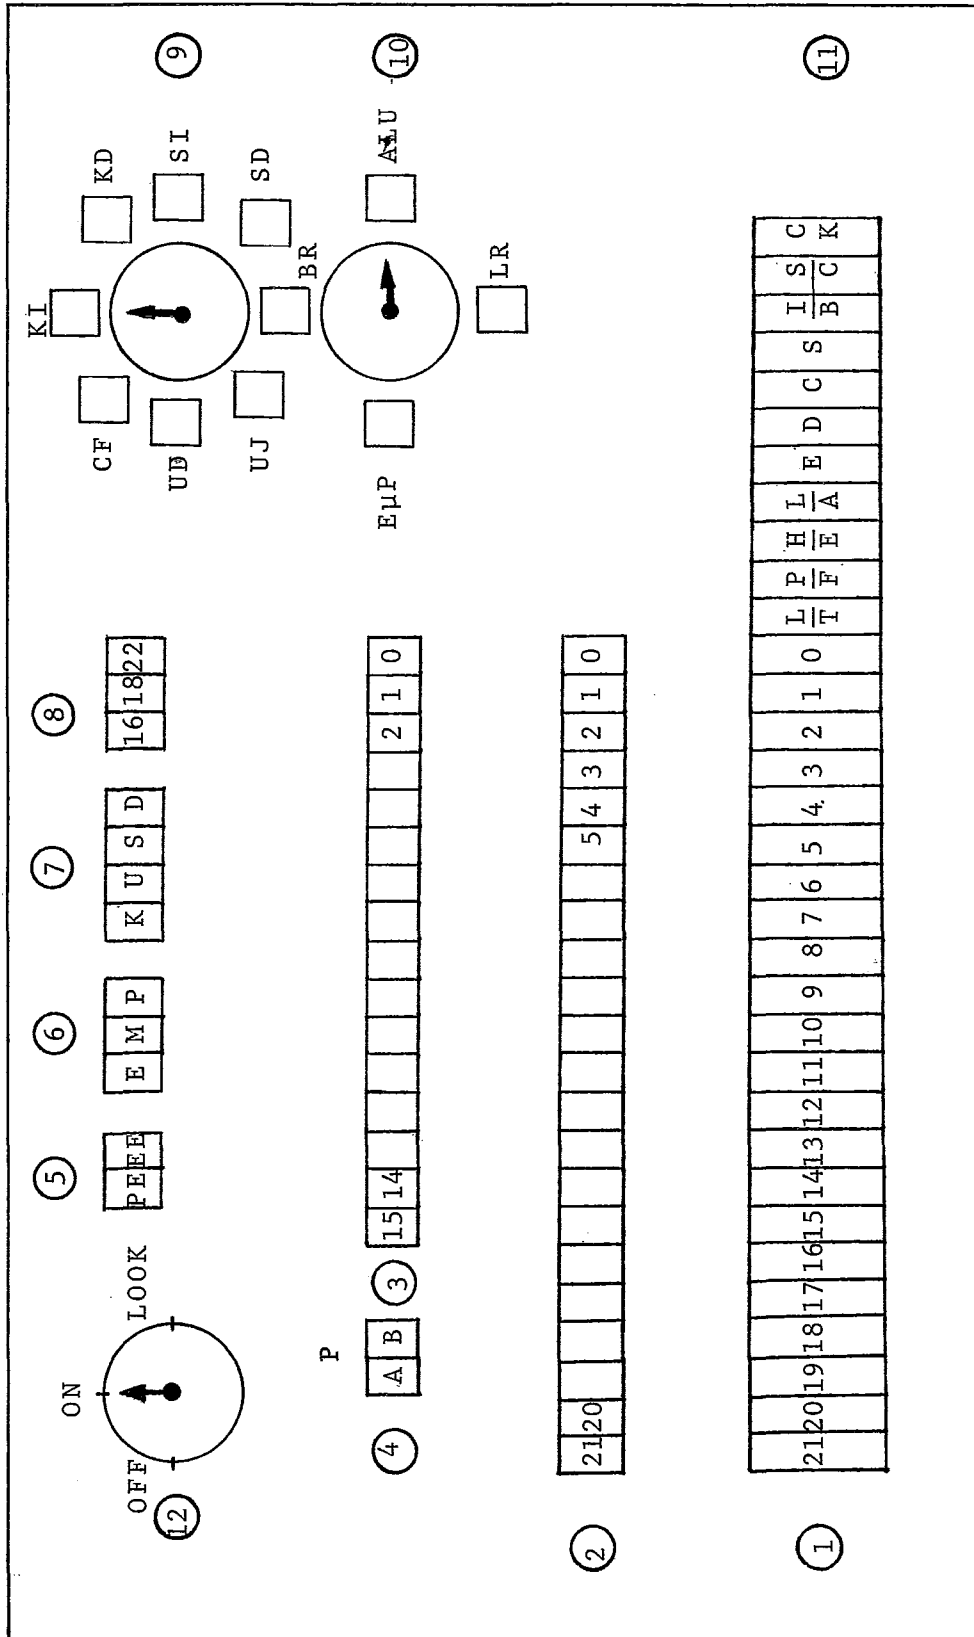 5 6 7 8 KI
ON
CF KD
OFF LOOK PE EE E M P K U S D 16 18 22
12 UD SI 9
UJ SD
BR
P
4 A B 3 15 14 2 1 0 EµP ALU 10
LR
2 21 20 5 4 3 2 1 0
1 21 20 19 18 17 16 15 14 13 12 11 10 9 8 7 6 5 4 3 2 1 0 L/T P/F H/E L/A E D C S I/B S/C C K 11